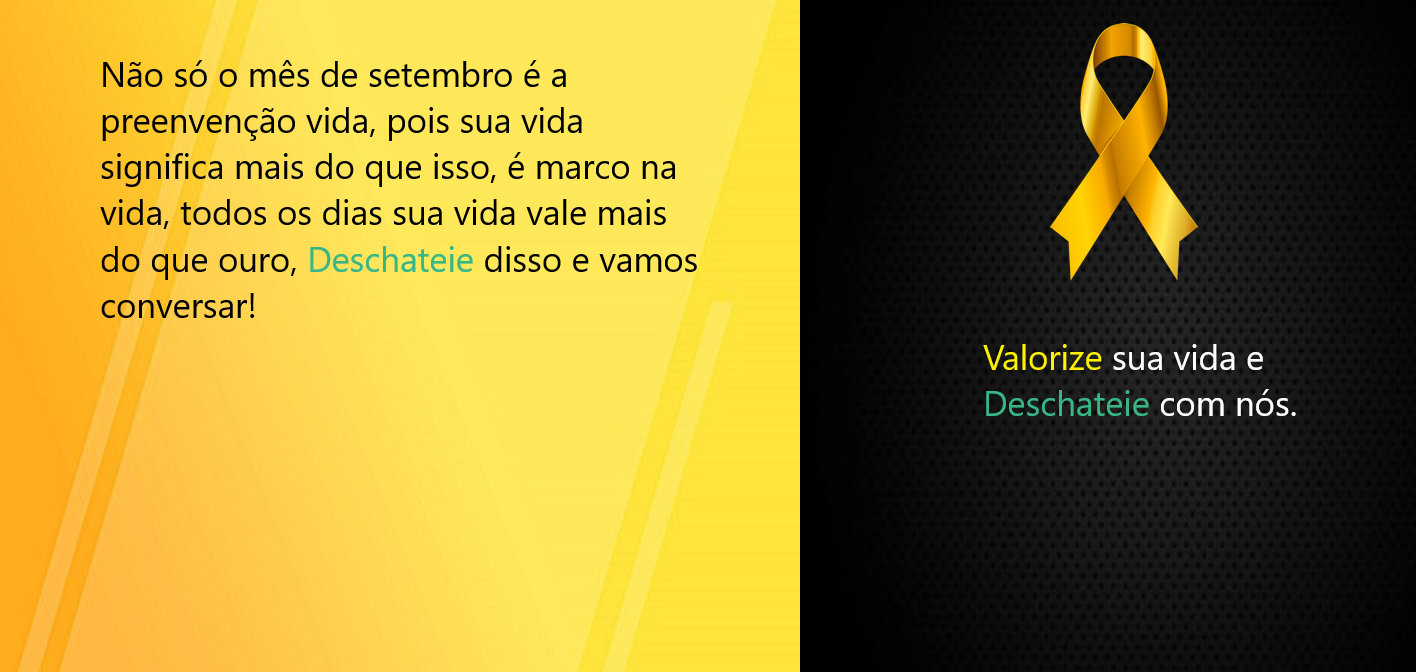 Não só o mês de setembro é a
preenvenção vida, pois sua vida
significa mais do que isso, é marco na
vida, todos os dias sua vida vale mais
do que ouro, Deschateie disso e vamos
conversar!
Valorize sua vida e
Deschateie com nós.